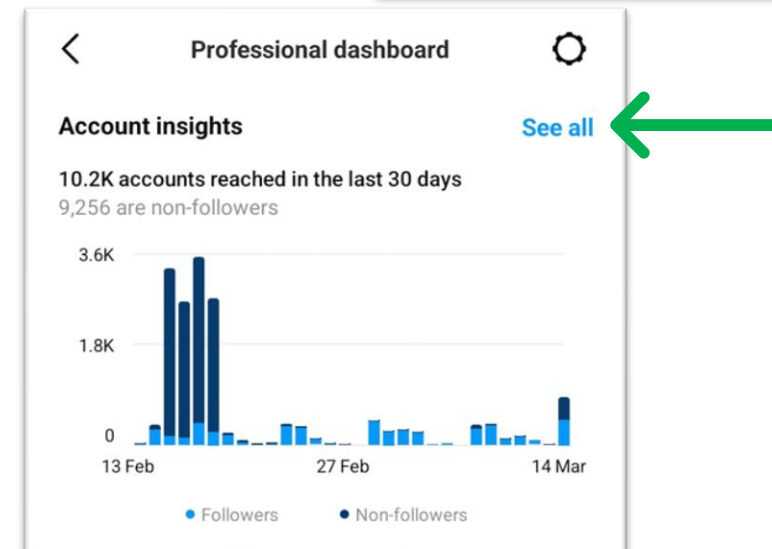 Professional dashboard
Account insights
See all
10.2K accounts reached in the last 30 days
9,256 are non-followers
3.6K
1.8K
0
13 Feb
27 Feb
14 Mar
Followers
Non-followers